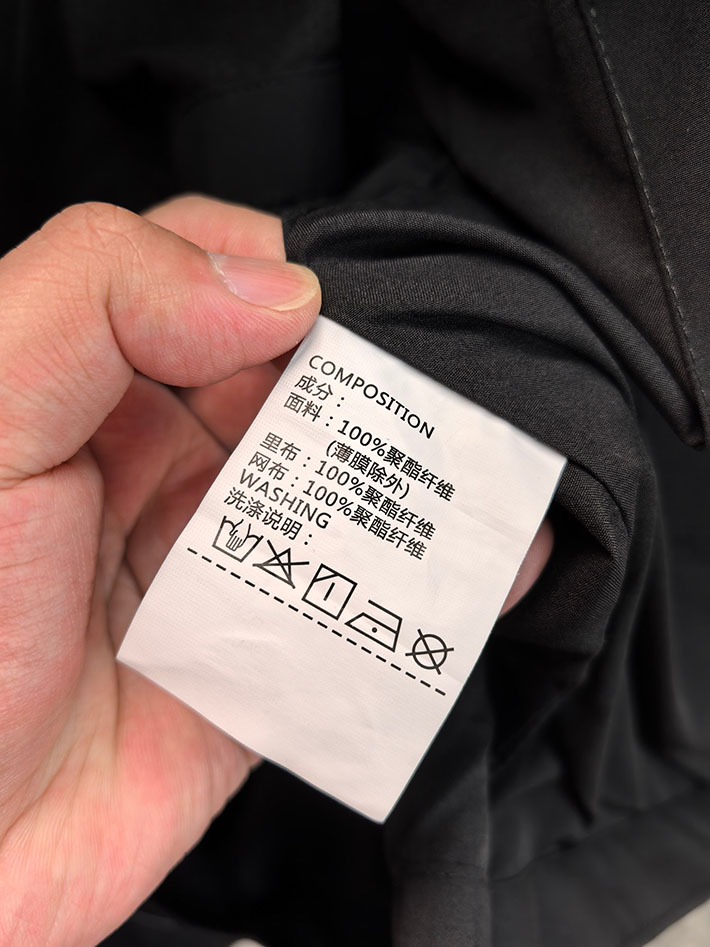 COMPOSITION
成分：
面料：100%聚酯纤维
(薄膜除外)
里布：100%聚酯纤维
网布：100%聚酯纤维
WASHING
洗涤说明：